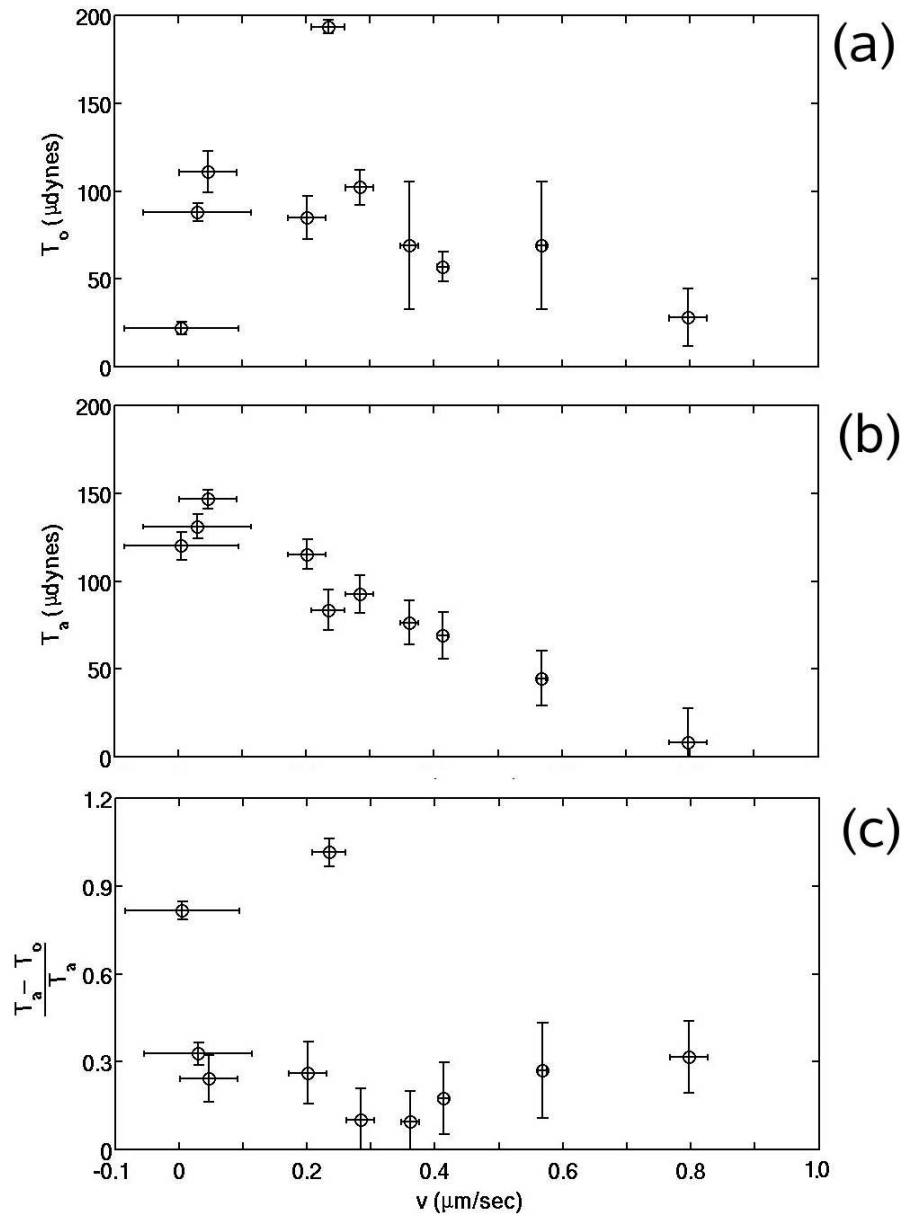 (a)
200
150
100
50
0
T_o (μdynes)
(b)
200
150
100
50
0
T_a (μdynes)
(c)
1.2
0.9
0.6
0.3
0
T_a − T_o
T_a
-0.1 0 0.2 0.4 0.6 0.8 1.0
v (μm/sec)